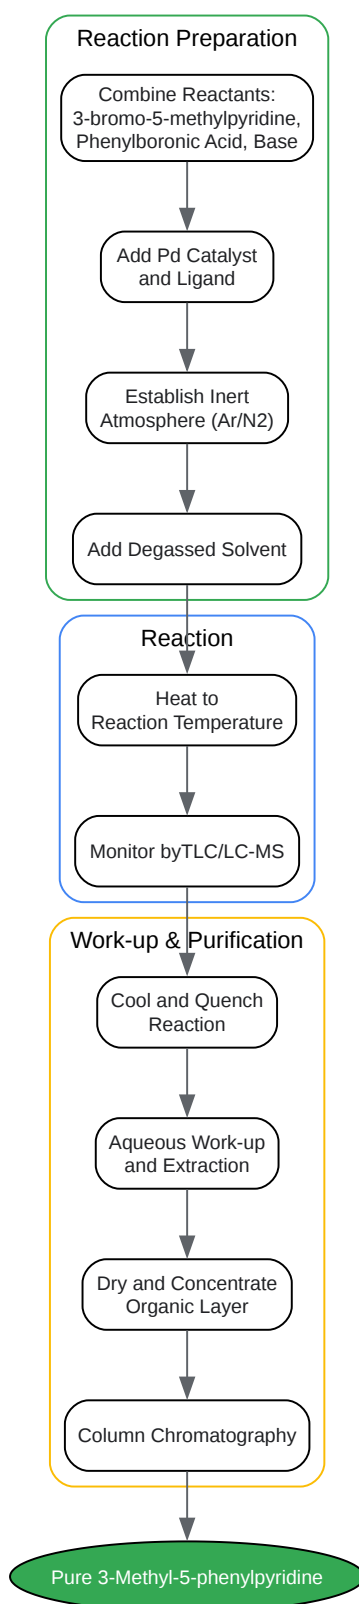 Reaction Preparation
Combine Reactants:
3-bromo-5-methylpyridine,
Phenylboronic Acid, Base
Add Pd Catalyst
and Ligand
Establish Inert
Atmosphere (Ar/N2)
Add Degassed Solvent
Reaction
Heat to
Reaction Temperature
Monitor byTLC/LC-MS
Work-up & Purification
Cool and Quench
Reaction
Aqueous Work-up
and Extraction
Dry and Concentrate
Organic Layer
Column Chromatography
Pure 3-Methyl-5-phenylpyridine